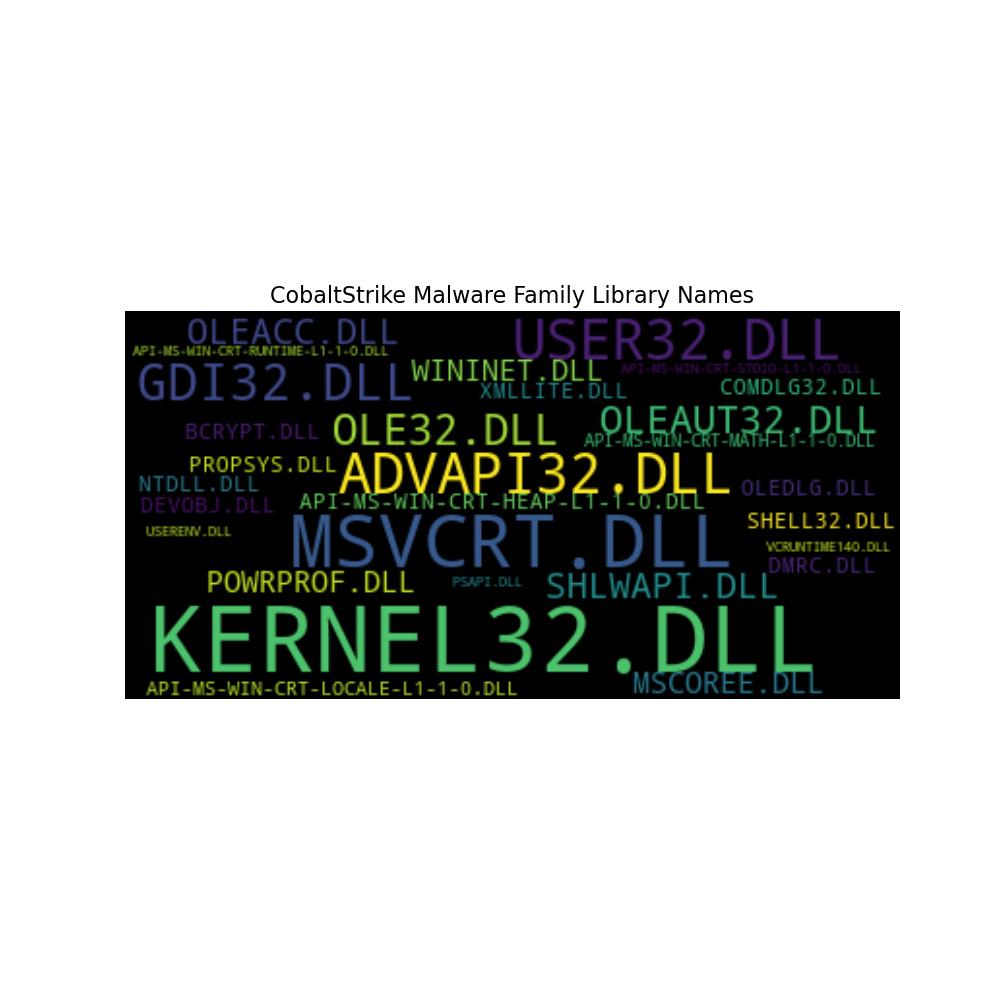 CobaltStrike Malware Family Library Names
OLEACC.DLL
USER32.DLL
API-MS-WIN-CRT-RUNTIME-L1-1-0.DLL
WININET.DLL
API-MS-WIN-CRT-STDIO-L1-1-0.DLL
GDI32.DLL
XMLLITE.DLL
COMDLG32.DLL
BCRYPT.DLL
OLE32.DLL
OLEAUT32.DLL
API-MS-WIN-CRT-MATH-L1-1-0.DLL
PROPSYS.DLL
ADVAPI32.DLL
NTDLL.DLL
OLEDLG.DLL
DEVOBJ.DLL
API-MS-WIN-CRT-HEAP-L1-1-0.DLL
SHELL32.DLL
USERENV.DLL
MSVCRT.DLL
VCRUNTIME140.DLL
DMRC.DLL
POWRPROF.DLL
PSAPI.DLL
SHLWAPI.DLL
KERNEL32.DLL
API-MS-WIN-CRT-LOCALE-L1-1-0.DLL
MSCOREE.DLL